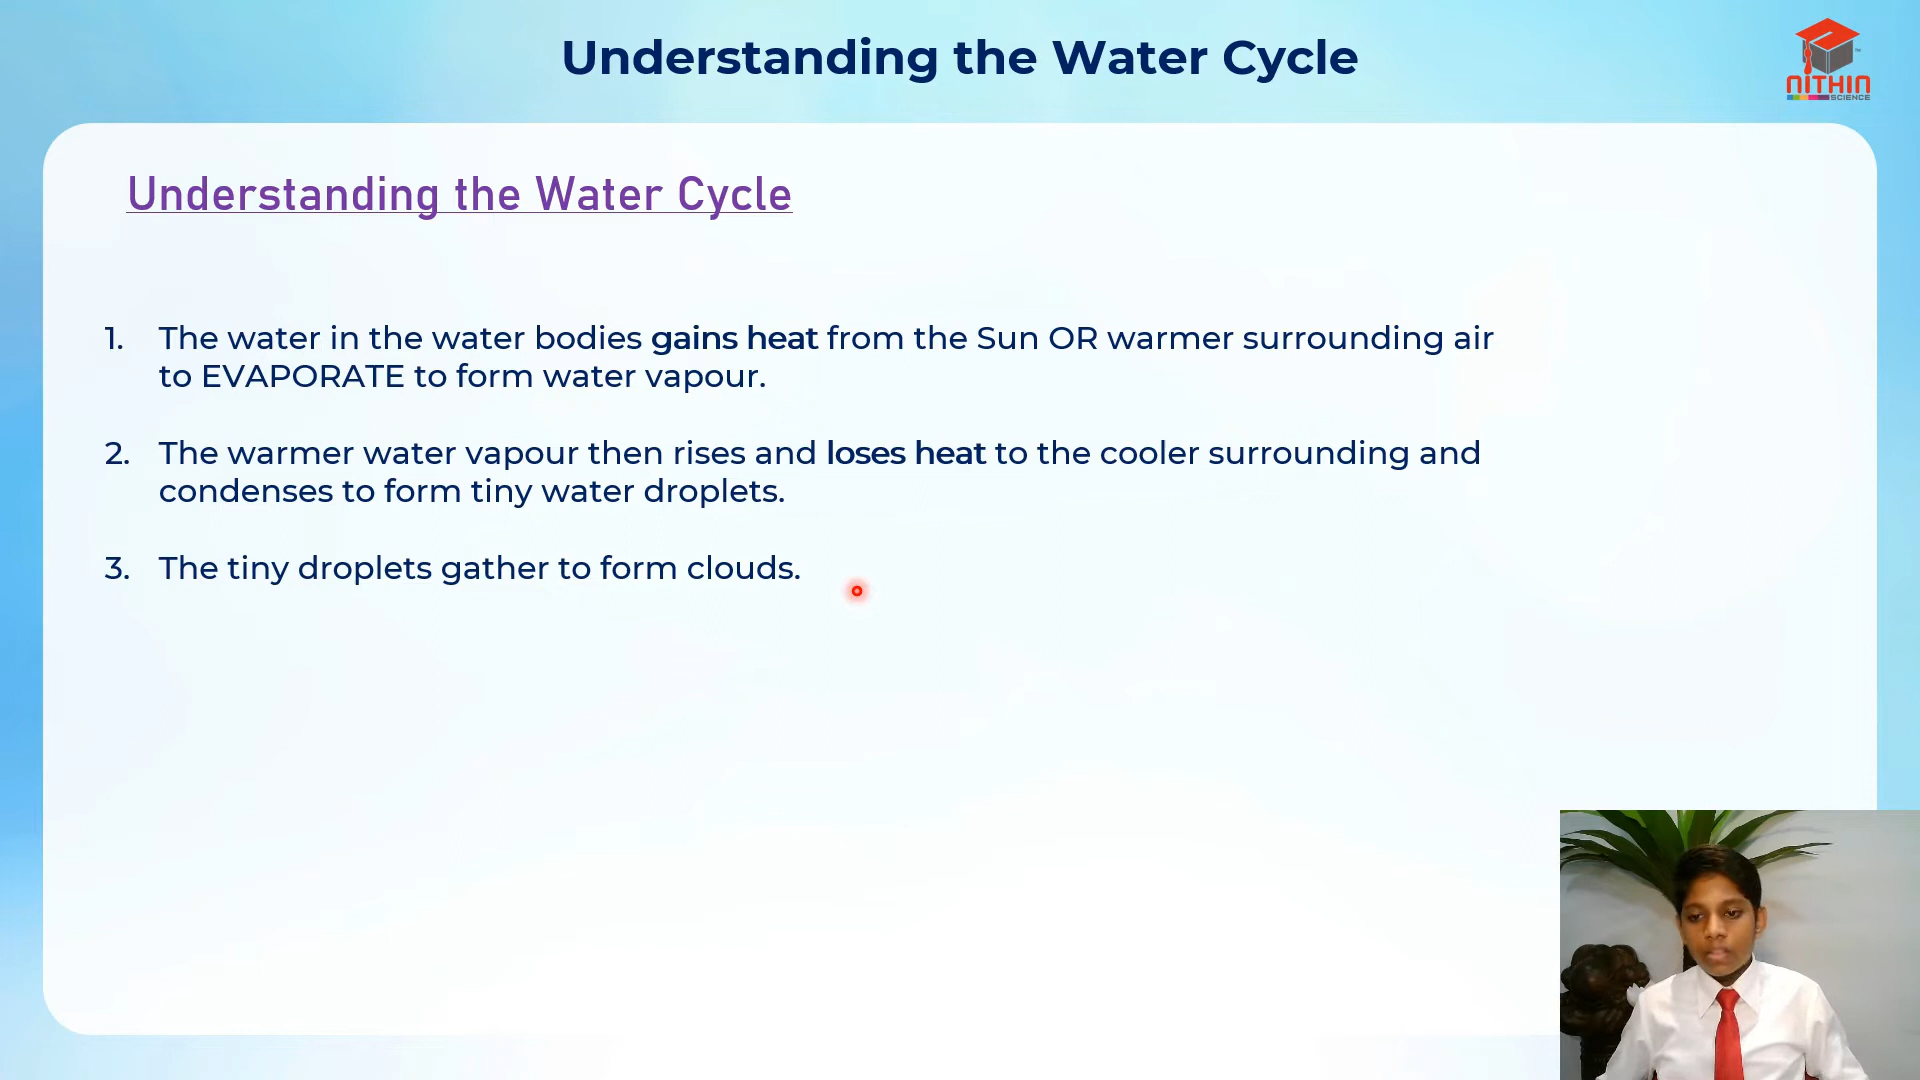 Understanding the Water Cycle
NITHIN
SCIENCE
Understanding the Water Cycle
1. The water in the water bodies gains heat from the Sun OR warmer surrounding air
to EVAPORATE to form water vapour.
2. The warmer water vapour then rises and loses heat to the cooler surrounding and
condenses to form tiny water droplets.
3. The tiny droplets gather to form clouds.